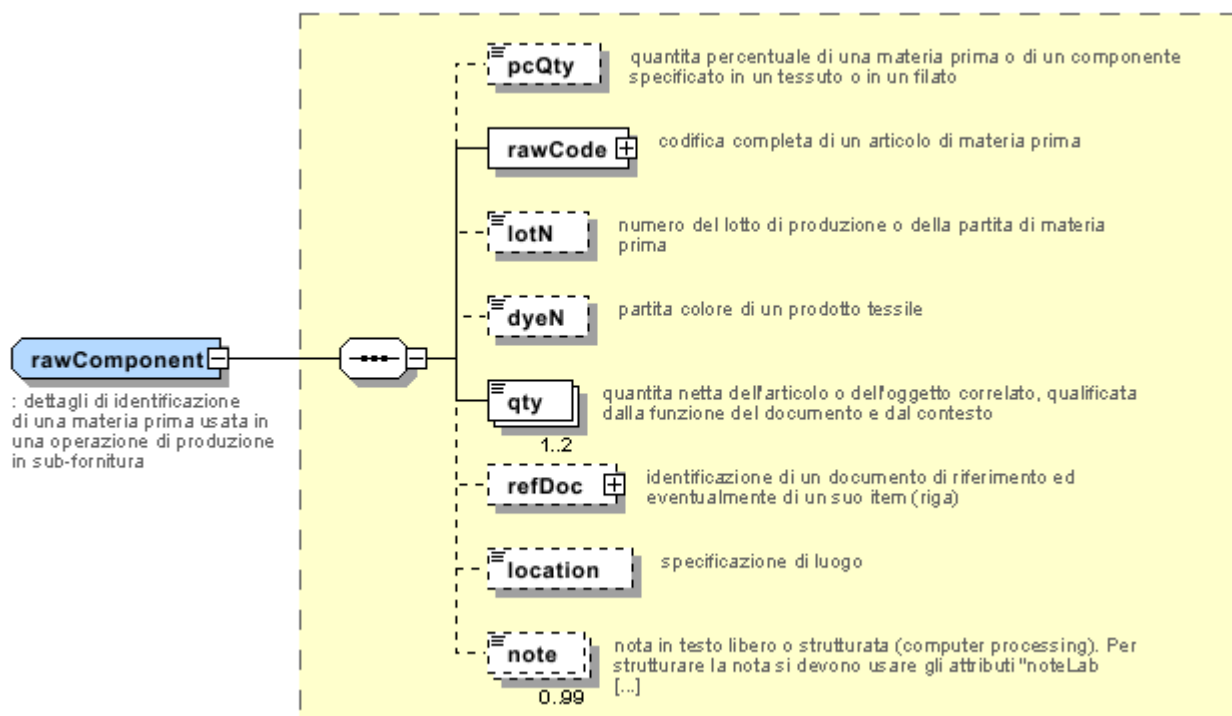 pcQty
quantita percentuale di una materia prima o di un componente
specificato in un tessuto o in un filato
rawCode
codifica completa di un articolo di materia prima
lotN
numero del lotto di produzione o della partita di materia
prima
dyeN
partita colore di un prodotto tessile
rawComponent
: dettagli di identificazione
di una materia prima usata in
una operazione di produzione
in sub-fornitura
qty
quantita netta dell'articolo o dell'oggetto correlato, qualificata
dalla funzione del documento e dal contesto
1..2
refDoc
identificazione di un documento di riferimento ed
eventualmente di un suo item (riga)
location
specificazione di luogo
note
nota in testo libero o strutturata (computer processing). Per
strutturare la nota si devono usare gli attributi "noteLab
[...]
0..99